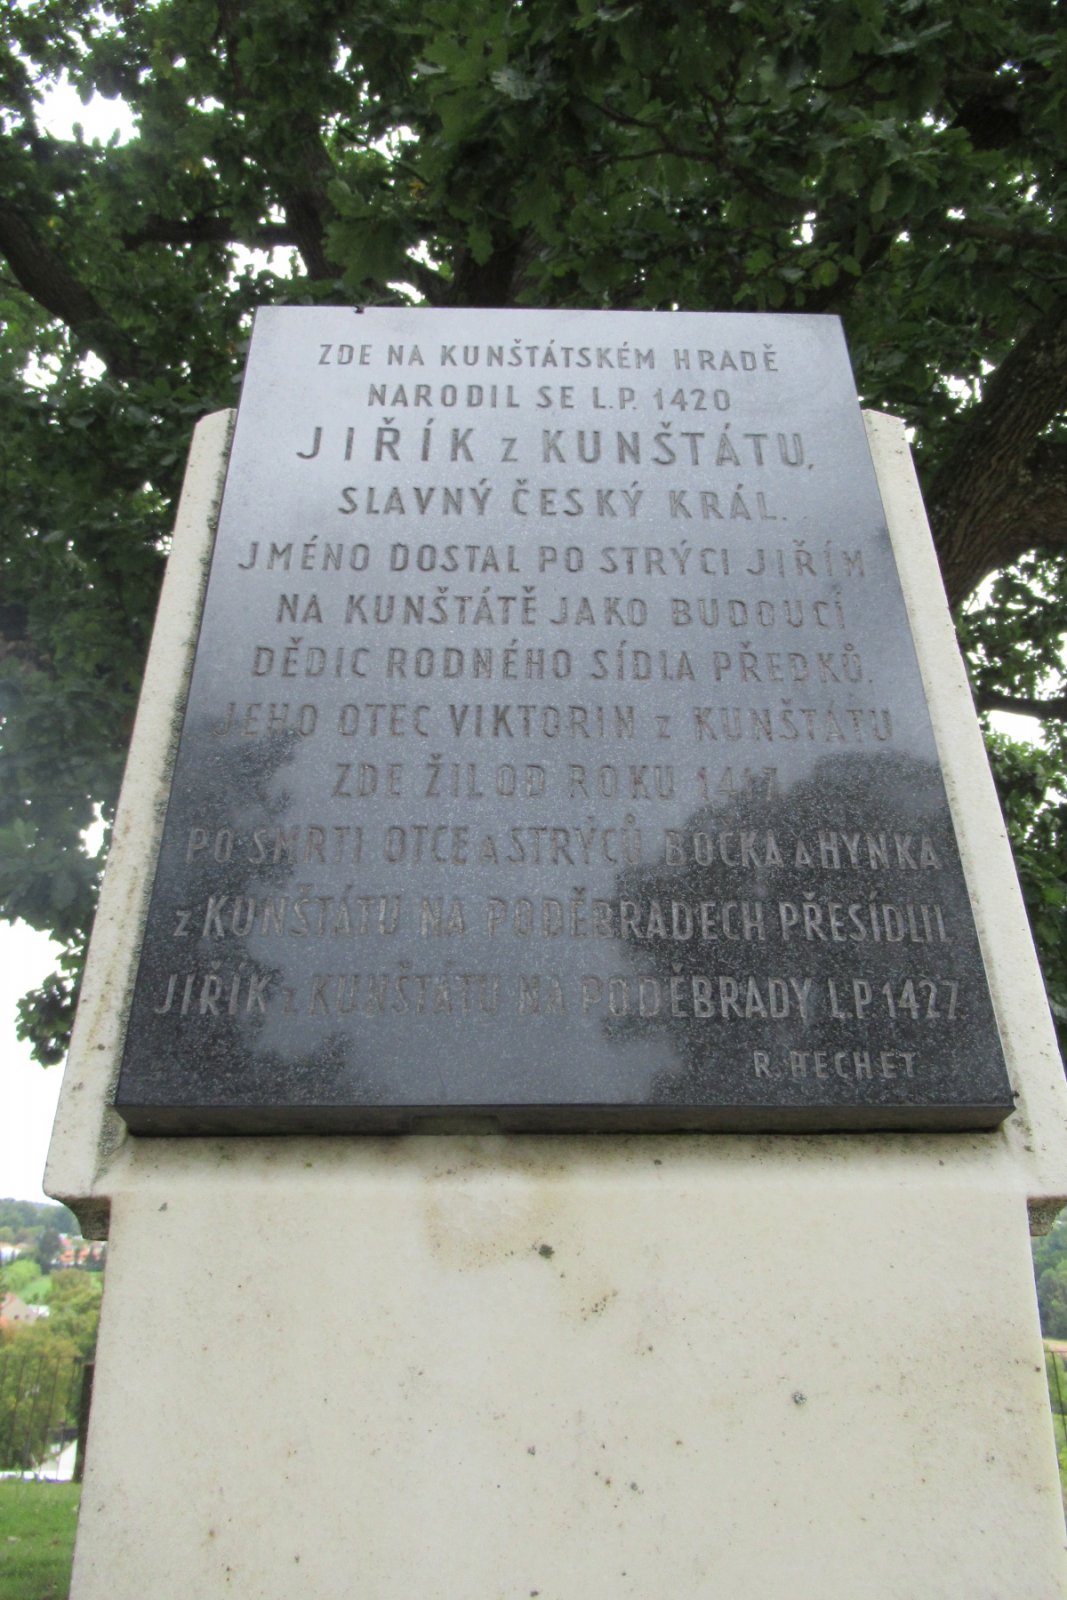 ZDE NA KUNŠTÁTSKÉM HRADĚ
NARODIL SE L.P. 1420
JIŘÍK z KUNŠTÁTU,
SLAVNÝ ČESKÝ KRÁL.
JMÉNO DOSTAL PO STRÝCI JIŘÍM
NA KUNŠTÁTĚ JAKO BUDOUCÍ
DĚDIC RODNÉHO SÍDLA PŘEDKŮ.
JEHO OTEC VIKTORIN z KUNŠTÁTU
ZDE ŽIL OD ROKU 1417
PO SMRTI OTCE A STRÝCŮ BOČKA A HYNKA
z KUNŠTÁTU NA PODĚBRADECH PŘESÍDLIL
JIŘÍK z KUNŠTÁTU NA PODĚBRADY L.P. 1427.
R. TECHET